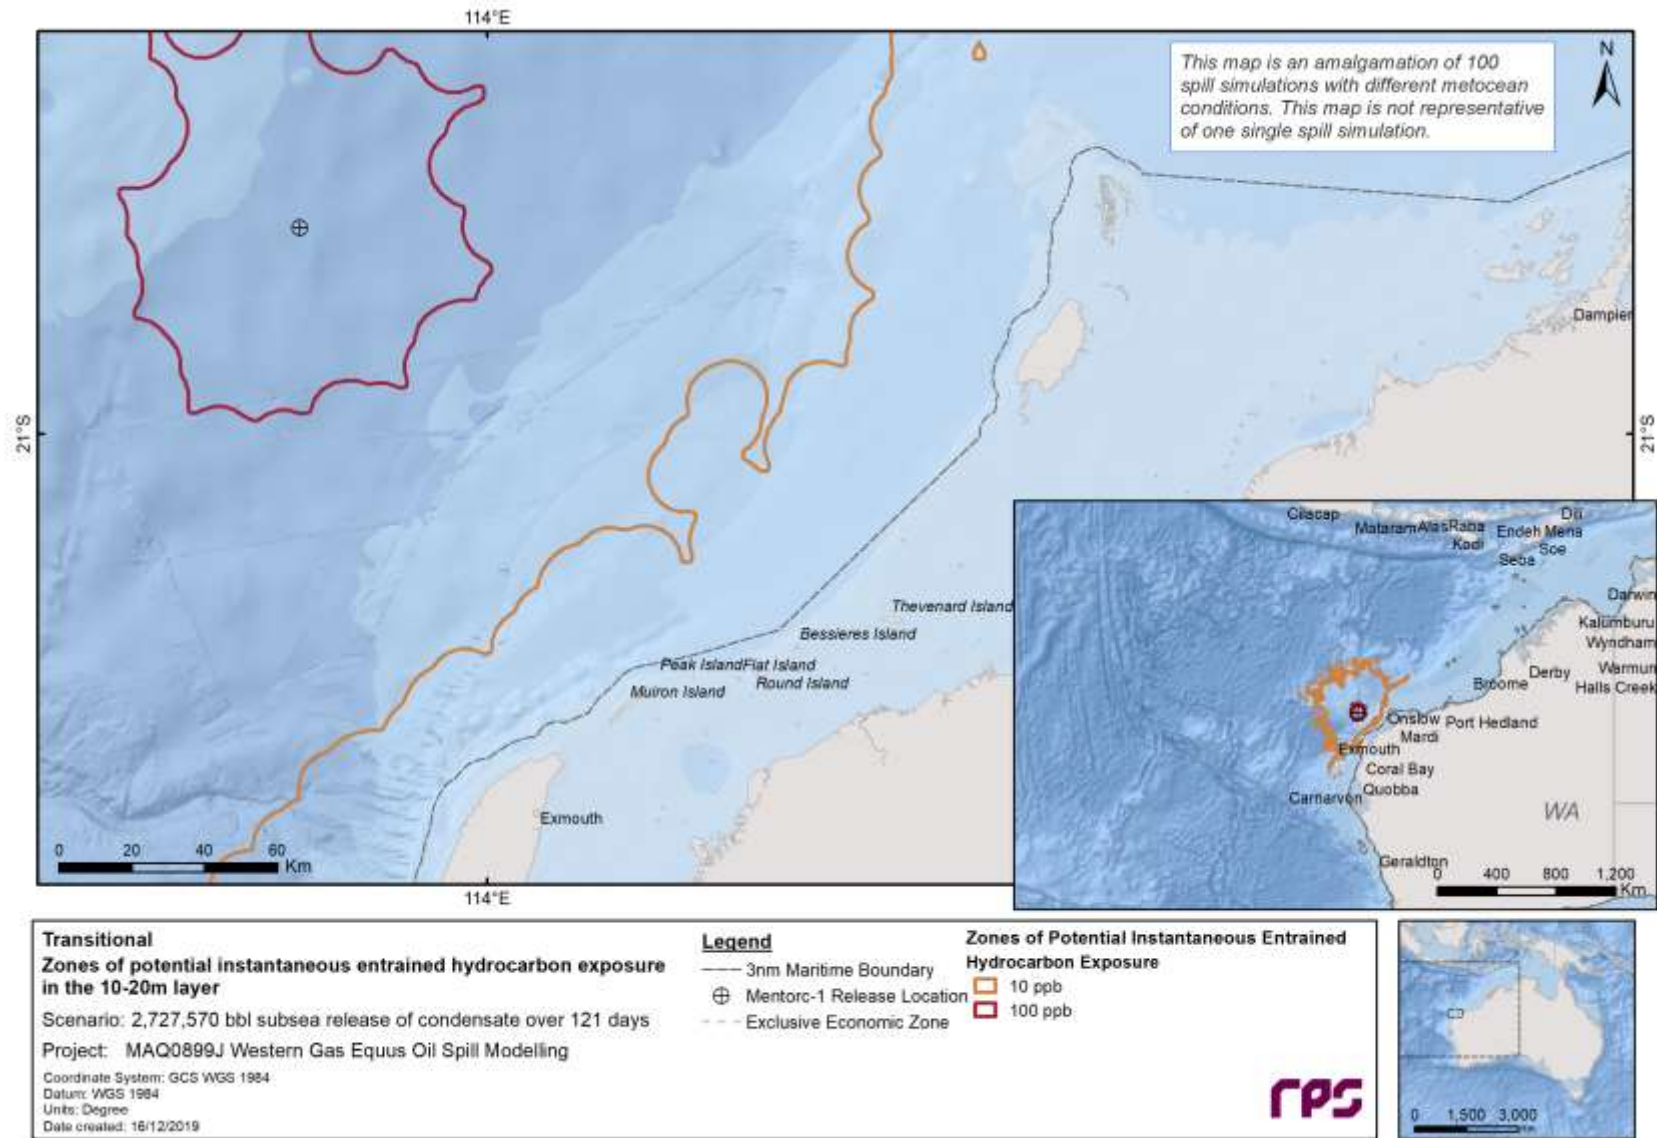 114°E
This map is an amalgamation of 100
spill simulations with different metocean
conditions. This map is not representative
of one single spill simulation.
N
Dampier
21°S
21°S
Thevenard Island
Bessieres Island
Peak Island
Flat Island
Round Island
Muiron Island
Exmouth
0 20 40 60
Km
114°E
Cilacap
Dili
Mataram
Alas
Raba
Endeh
Mena
Kodi
Soe
Seba
Darwin
Kalumburu
Wyndham
Derby
Warmun
Broome
Halls Creek
Onslow
Port Hedland
Mardi
Exmouth
Coral Bay
Quobba
Carnarvon
WA
Geraldton
0 400 800 1,200
Km
Transitional
Zones of potential instantaneous entrained hydrocarbon exposure
in the 10-20m layer
Scenario: 2,727,570 bbl subsea release of condensate over 121 days
Project: MAQ0899J Western Gas Equus Oil Spill Modelling
Coordinate System: GCS WGS 1984
Datum: WGS 1984
Units: Degree
Date created: 16/12/2019
Legend
3nm Maritime Boundary
Mentorc-1 Release Location
Exclusive Economic Zone
Zones of Potential Instantaneous Entrained
Hydrocarbon Exposure
10 ppb
100 ppb
rps
0 1,500 3,000